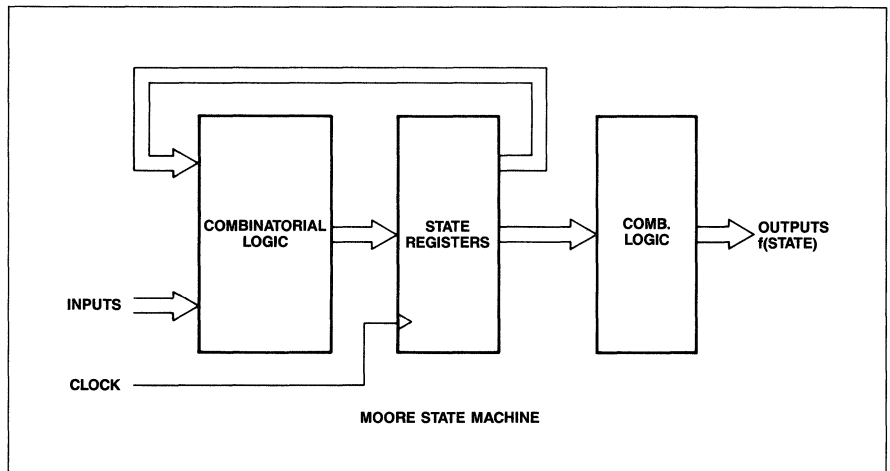 COMBINATORIAL
LOGIC
STATE
REGISTERS
COMB.
LOGIC
OUTPUTS
f(STATE)
INPUTS
CLOCK
MOORE STATE MACHINE